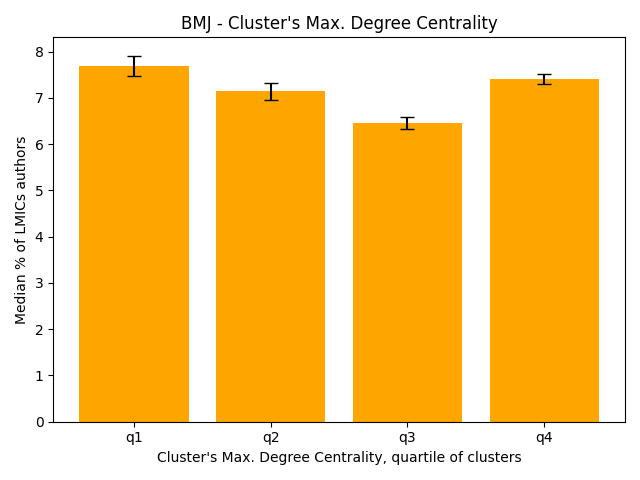 BMJ - Cluster's Max. Degree Centrality
Median % of LMICs authors
8
7
6
5
4
3
2
1
0
q1 q2 q3 q4
Cluster's Max. Degree Centrality, quartile of clusters